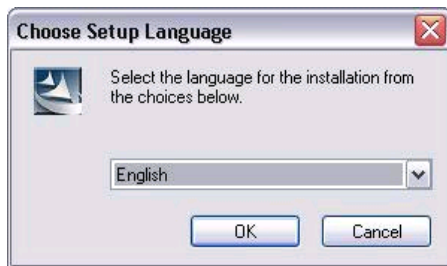 Choose Setup Language
Select the language for the installation from
the choices below.
English
OK
Cancel